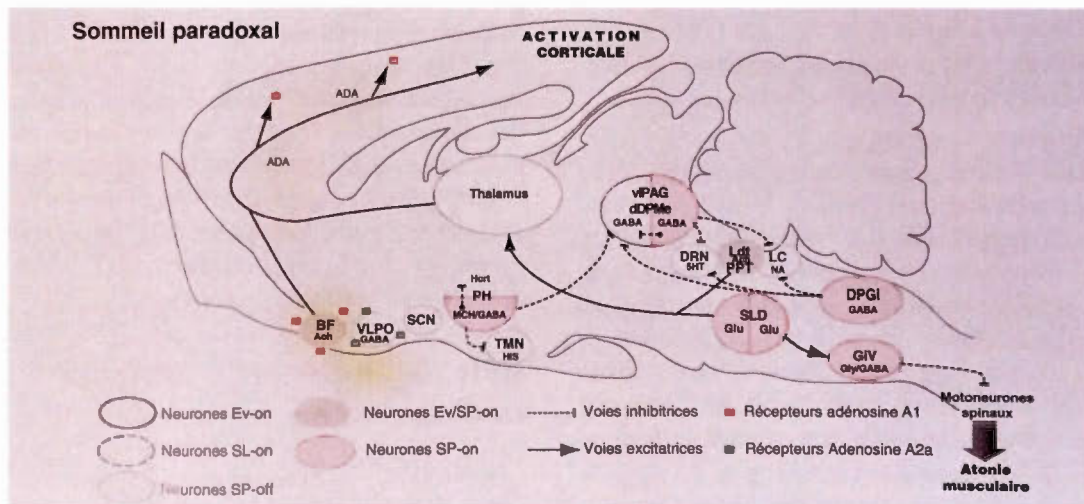 Sommeil paradoxal
ACTIVATION
CORTICALE
ADA
ADA
Thalamus
vlPAG
dDPMe
GABA
GABA
DRN
5HT
Ldt
PPT
LC
NA
DPGi
GABA
Hcrt
PH
MCH/GABA
SLD
Glu
Glu
BF
Ach
VLPO
GABA
SCN
TMN
HIS
GiV
Gly/GABA
Motoneurones
spinaux
Atonie
musculaire
Neurones Ev-on
Neurones Ev/SP-on
Voies inhibitrices
Récepteurs adénosine A1
Neurones SL-on
Neurones SP-on
Voies excitatrices
Récepteurs Adenosine A2a
Neurones SP-off